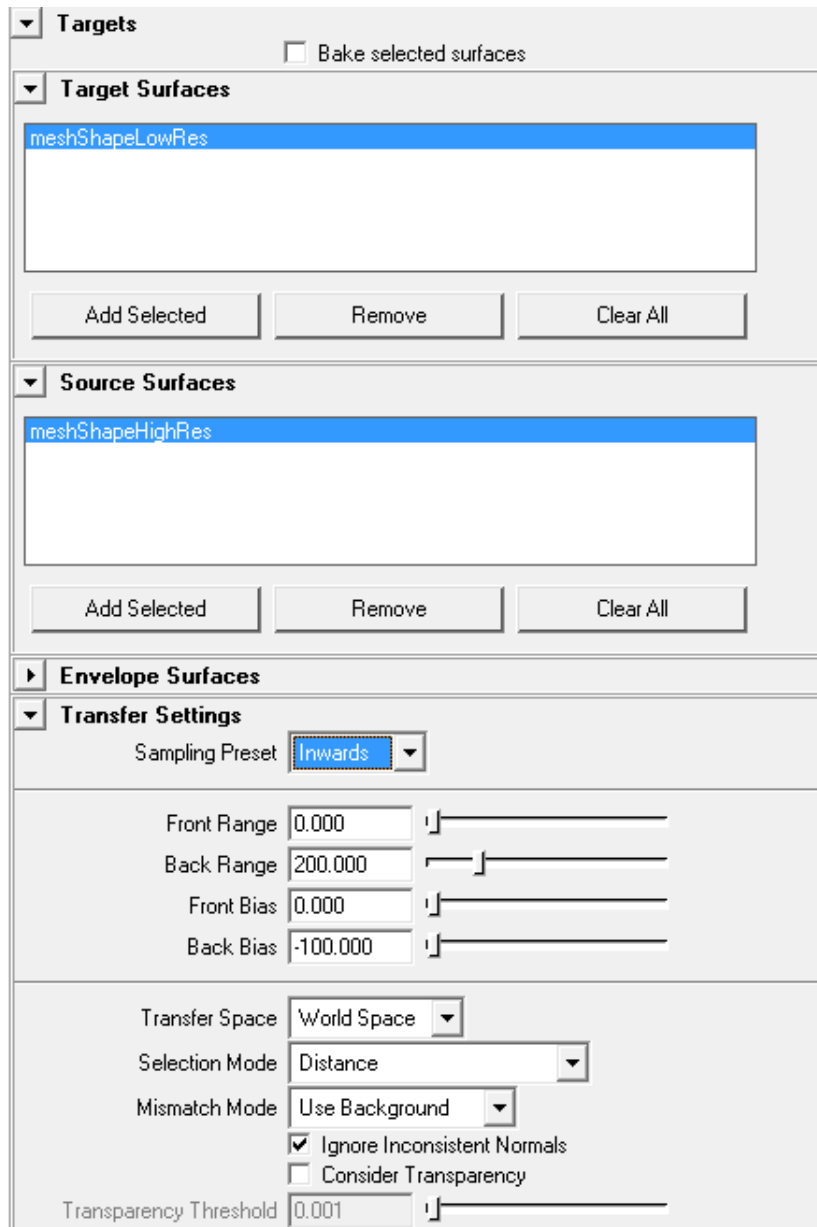 Targets
Bake selected surfaces
Target Surfaces
meshShapeLowRes
Add Selected Remove Clear All
Source Surfaces
meshShapeHighRes
Add Selected Remove Clear All
Envelope Surfaces
Transfer Settings
Sampling Preset Inwards
Front Range 0.000
Back Range 200.000
Front Bias 0.000
Back Bias -100.000
Transfer Space World Space
Selection Mode Distance
Mismatch Mode Use Background
Ignore Inconsistent Normals
Consider Transparency
Transparency Threshold 0.001